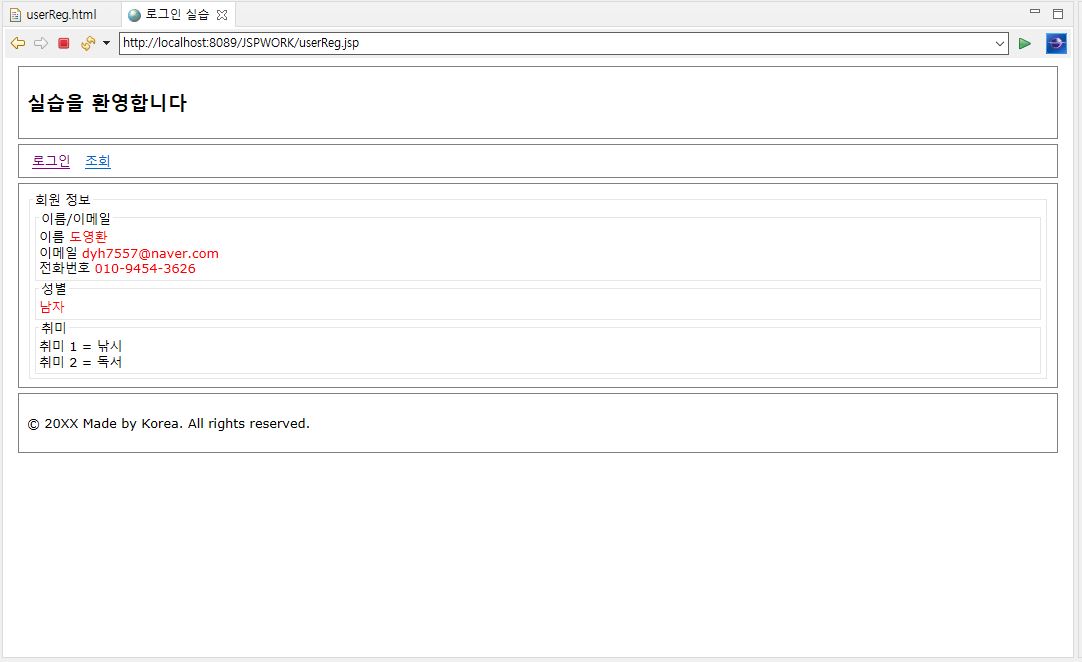 userReg.html 로그인 실습
http://localhost:8089/JSPWORK/userReg.jsp
실습을 환영합니다
로그인 조회
회원 정보
이름/이메일
이름 도영환
이메일 dyh7557@naver.com
전화번호 010-9454-3626
성별
남자
취미
취미 1 = 낚시
취미 2 = 독서
© 20XX Made by Korea. All rights reserved.